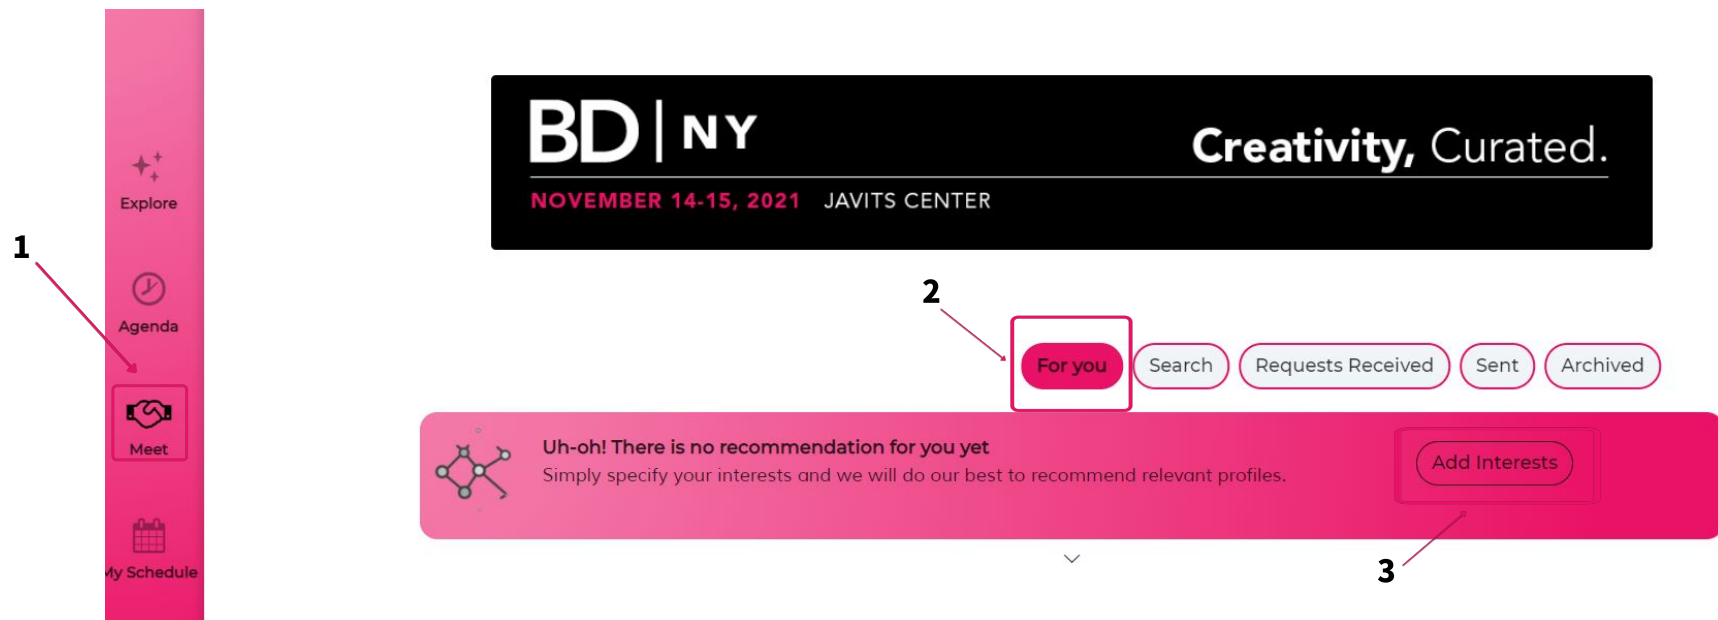 Explore
1
Agenda
Meet
My Schedule
BD | NY
Creativity, Curated.
NOVEMBER 14-15, 2021 JAVITS CENTER
2
For you
Search
Requests Received
Sent
Archived
Uh-oh! There is no recommendation for you yet
Simply specify your interests and we will do our best to recommend relevant profiles.
Add Interests
3